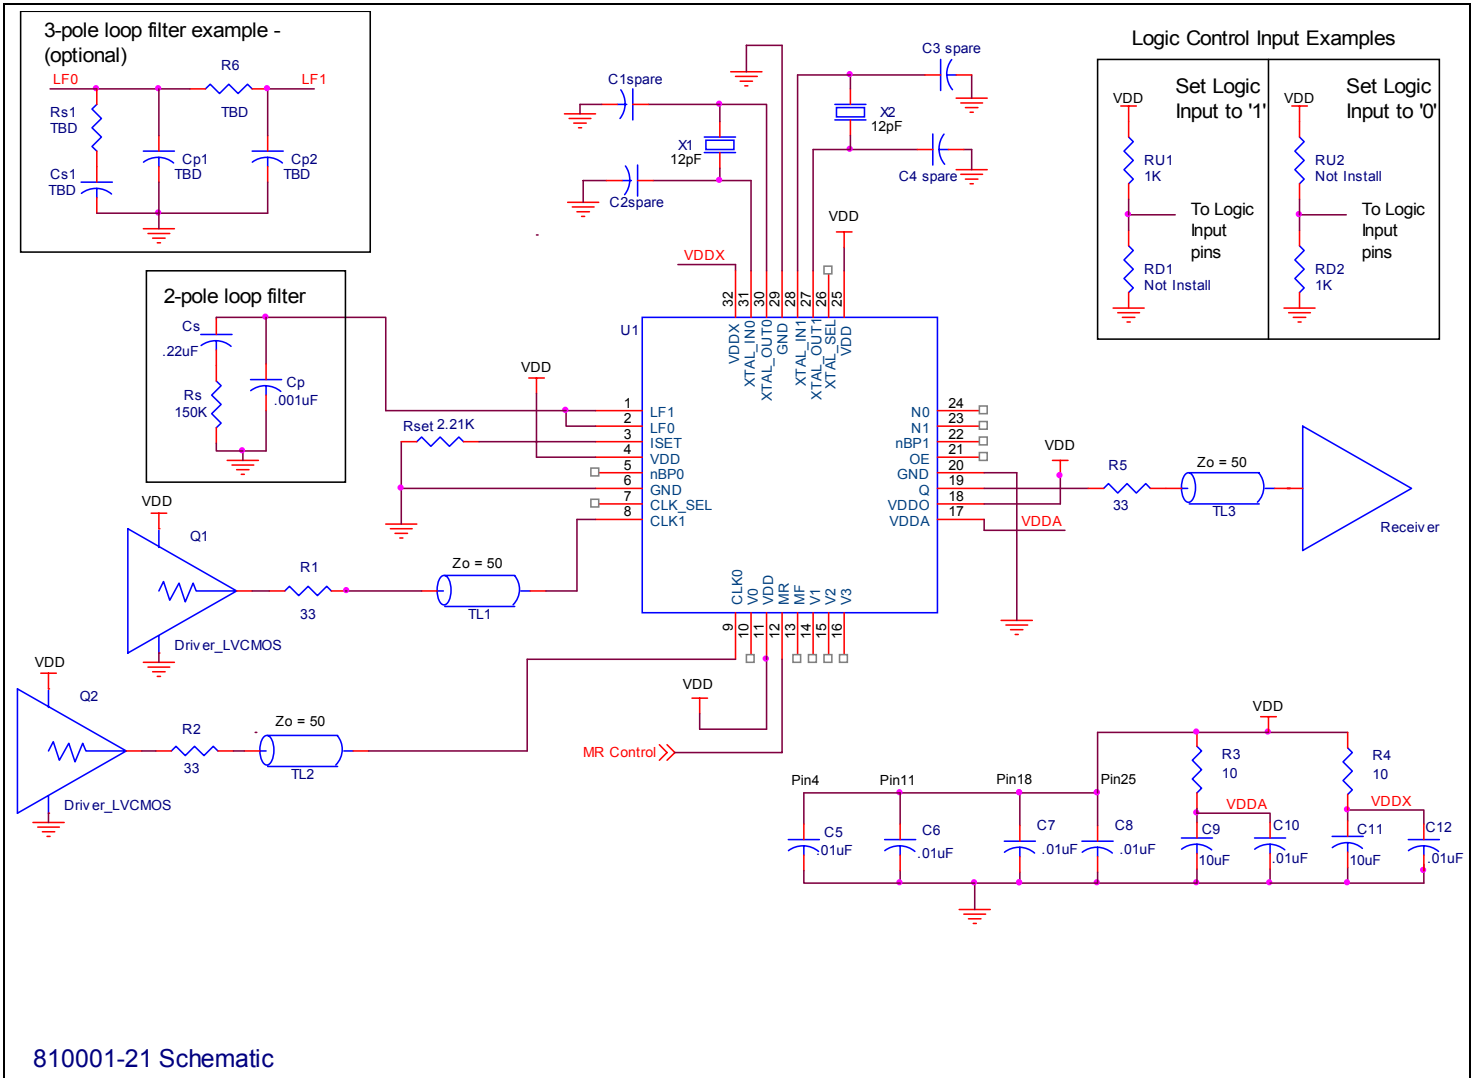 3-pole loop filter example -
(optional)
LF0
R6
LF1
TBD
Rs1
TBD
Cs1
TBD
Cp1
TBD
Cp2
TBD
2-pole loop filter
Cs
.22uF
Rs
150K
Cp
.001uF
C1spare
C2spare
X1
12pF
C3 spare
X2
12pF
C4 spare
VDD
VDDX
Logic Control Input Examples
VDD
Set Logic
Input to '1'
RU1
1K
To Logic
Input
pins
RD1
Not Install
VDD
Set Logic
Input to '0'
RU2
Not Install
To Logic
Input
pins
RD2
1K
U1
32
31
30
29
28
27
26
25
VDDX
XTAL_IN0
XTAL_OUT0
GND
XTAL_IN1
XTAL_OUT1
XTAL_SEL
VDD
VDD
Rset 2.21K
1 LF1
2 LF0
3 ISET
4 VDD
5 nBP0
6 GND
7 CLK_SEL
8 CLK1
N0 24
N1 23
nBP1 22
OE 21
GND 20
Q 19
VDDO 18
VDDA 17
VDDA
VDD
R5
33
Zo = 50
TL3
Receiver
CLK0
V0
VDD
MR
MF
V1
V2
V3
9
10
11
12
13
14
15
16
VDD
Q1
Driver_LVCMOS
R1
33
Zo = 50
TL1
VDD
Q2
Driver_LVCMOS
R2
33
Zo = 50
TL2
VDD
MR Control
VDD
Pin4
Pin11
Pin18
Pin25
R3
10
R4
10
VDDA
VDDX
C5
.01uF
C6
.01uF
C7
.01uF
C8
.01uF
C9
10uF
C10
.01uF
C11
10uF
C12
.01uF
810001-21 Schematic